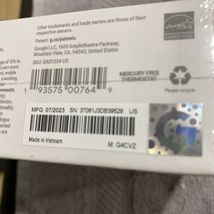 Other trademarks and trade names are those of their
respective owners.
Patents: g.co/patents
Google LLC, 1600 Amphitheatre Parkway,
Mountain View, CA, 94043, United States
SKU: GA01334-US
MERCURY FREE
THERMOSTAT
1 93575 00764 9
MFG: 07/2023 SN: 37081J3DB39529 US
Made in Vietnam
M: G4CVZ